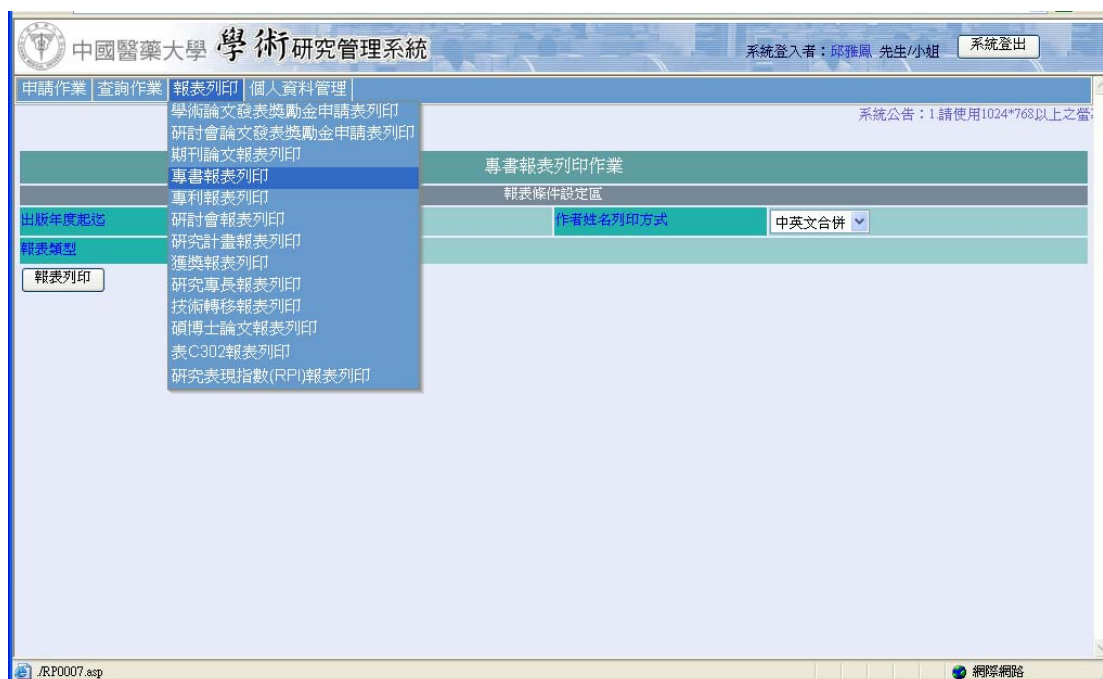 中國醫藥大學 學術研究管理系統
系統登入者：邱雅鳳 先生/小姐 系統登出
申請作業 查詢作業 報表列印 個人資料管理
系統公告：1.請使用1024*768以上之螢
學術論文發表獎勵金申請表列印
研討會論文發表獎勵金申請表列印
期刊論文報表列印
專書報表列印
專利報表列印
研討會報表列印
研究計畫報表列印
獲獎報表列印
研究專長報表列印
技術轉移報表列印
碩博士論文報表列印
表C302報表列印
研究表現指數(RPI)報表列印
專書報表列印作業
報表條件設定區
出版年度起迄 作者姓名列印方式 中英文合併
報表類型
報表列印
/RP0007.asp 網際網路